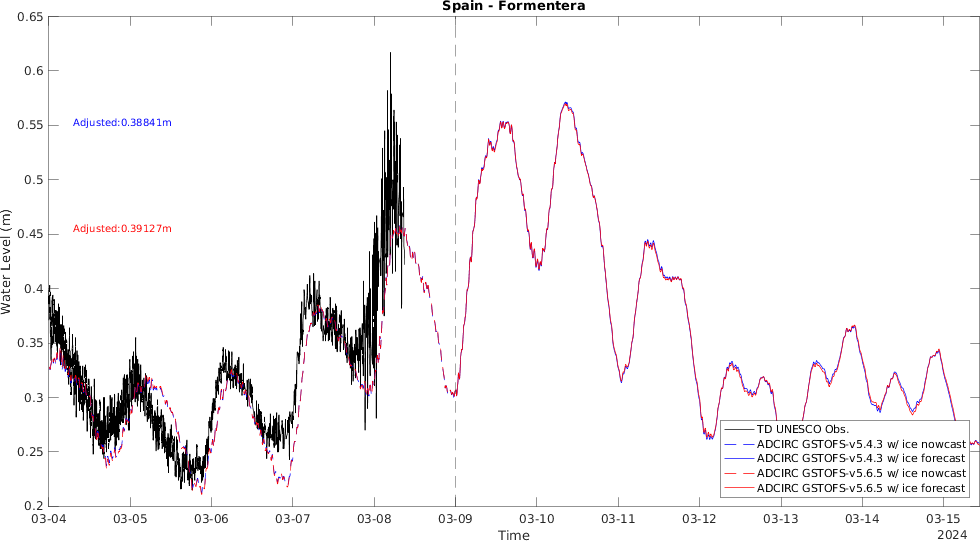 Spain - Formentera
0.65
0.6
0.55
0.5
0.45
0.4
0.35
0.3
0.25
0.2
Water Level (m)
Adjusted:0.38841m
Adjusted:0.39127m
TD UNESCO Obs.
ADCIRC GSTOFS-v5.4.3 w/ ice nowcast
ADCIRC GSTOFS-v5.4.3 w/ ice forecast
ADCIRC GSTOFS-v5.6.5 w/ ice nowcast
ADCIRC GSTOFS-v5.6.5 w/ ice forecast
03-04 03-05 03-06 03-07 03-08 03-09 03-10 03-11 03-12 03-13 03-14 03-15
Time
2024